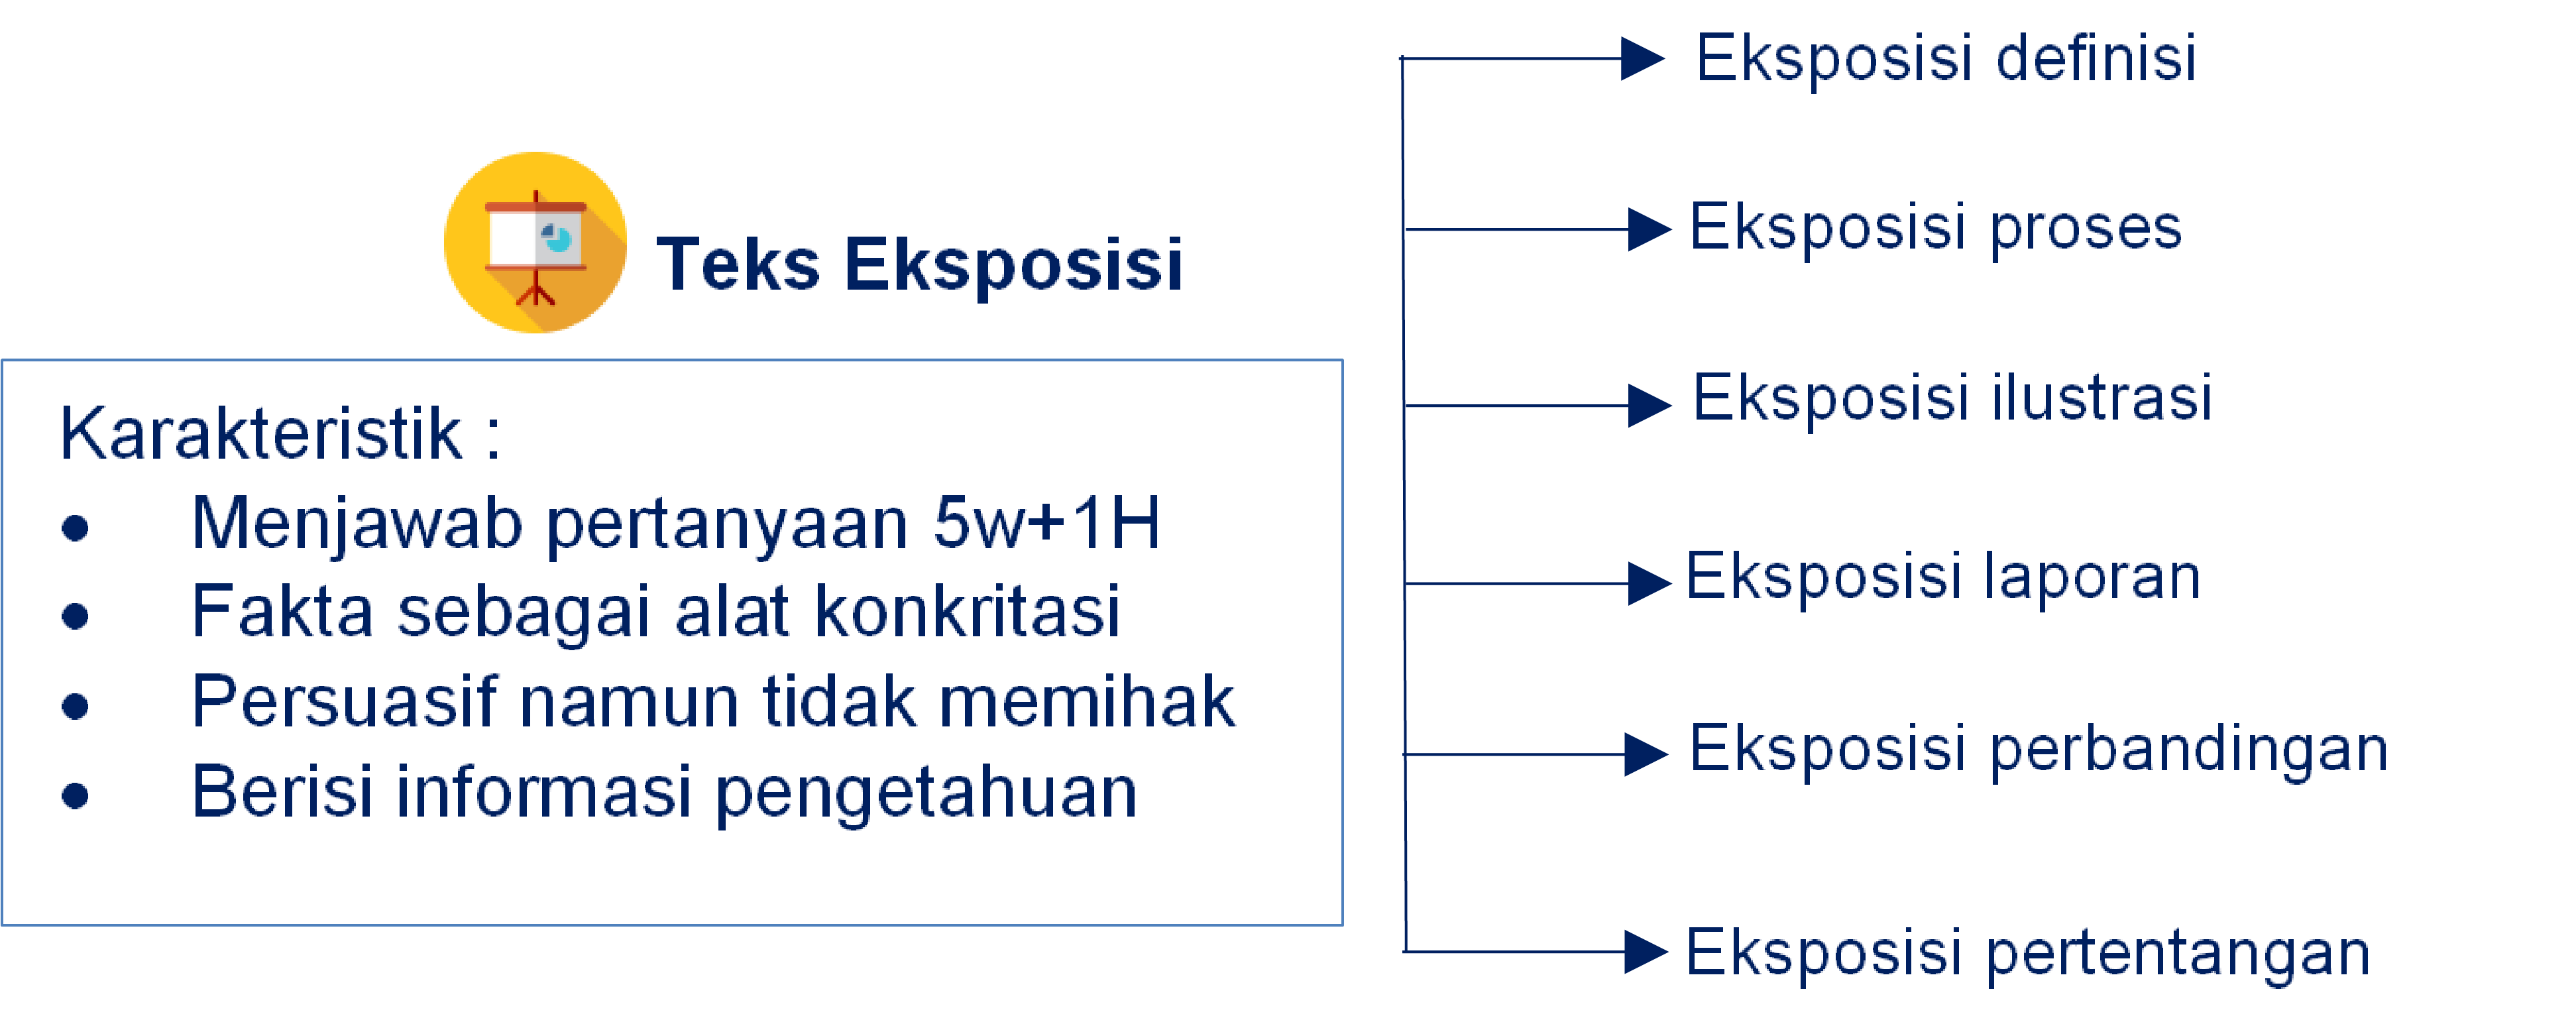 Teks Eksposisi
Karakteristik :
• Menjawab pertanyaan 5w+1H
• Fakta sebagai alat konkritasi
• Persuasif namun tidak memihak
• Berisi informasi pengetahuan
Eksposisi definisi
Eksposisi proses
Eksposisi ilustrasi
Eksposisi laporan
Eksposisi perbandingan
Eksposisi pertentangan